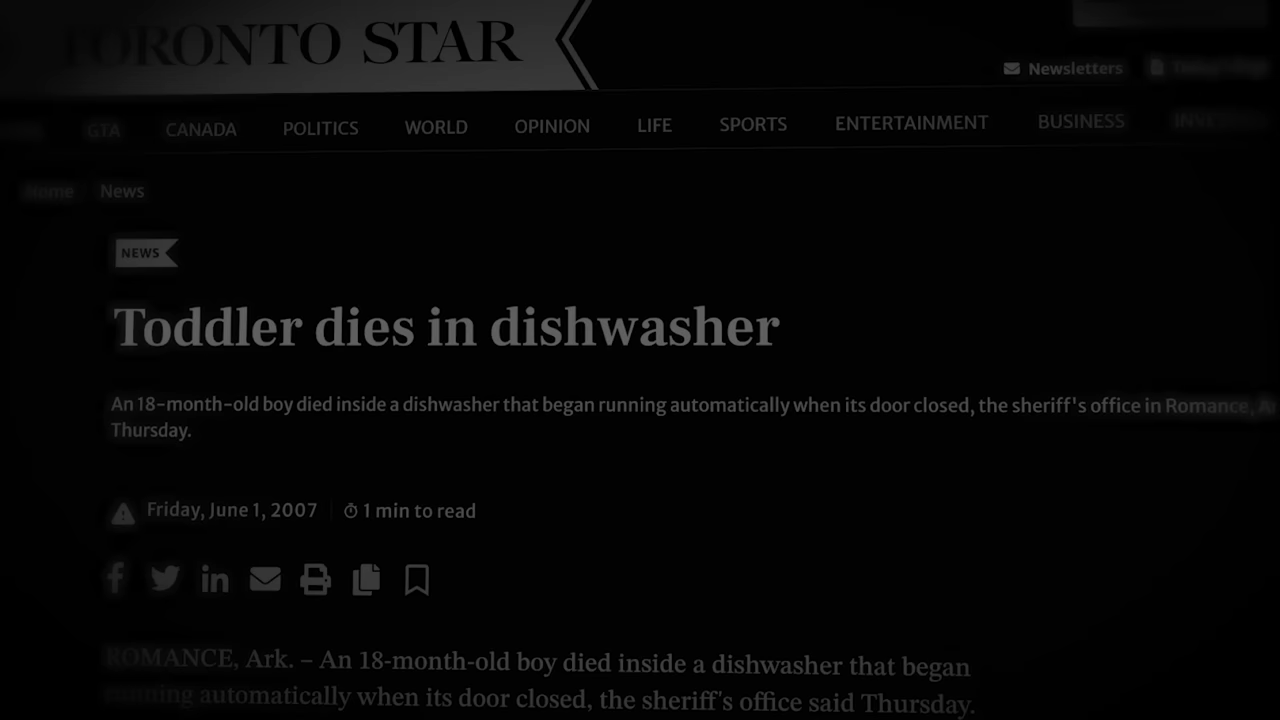 TORONTO STAR
Newsletters
GTA CANADA POLITICS WORLD OPINION LIFE SPORTS ENTERTAINMENT BUSINESS
Home News
NEWS
Toddler dies in dishwasher
An 18-month-old boy died inside a dishwasher that began running automatically when its door closed, the sheriff's office in Romance,
Thursday.
Friday, June 1, 2007 1 min to read
ROMANCE, Ark. – An 18-month-old boy died inside a dishwasher that began
running automatically when its door closed, the sheriff's office said Thursday.